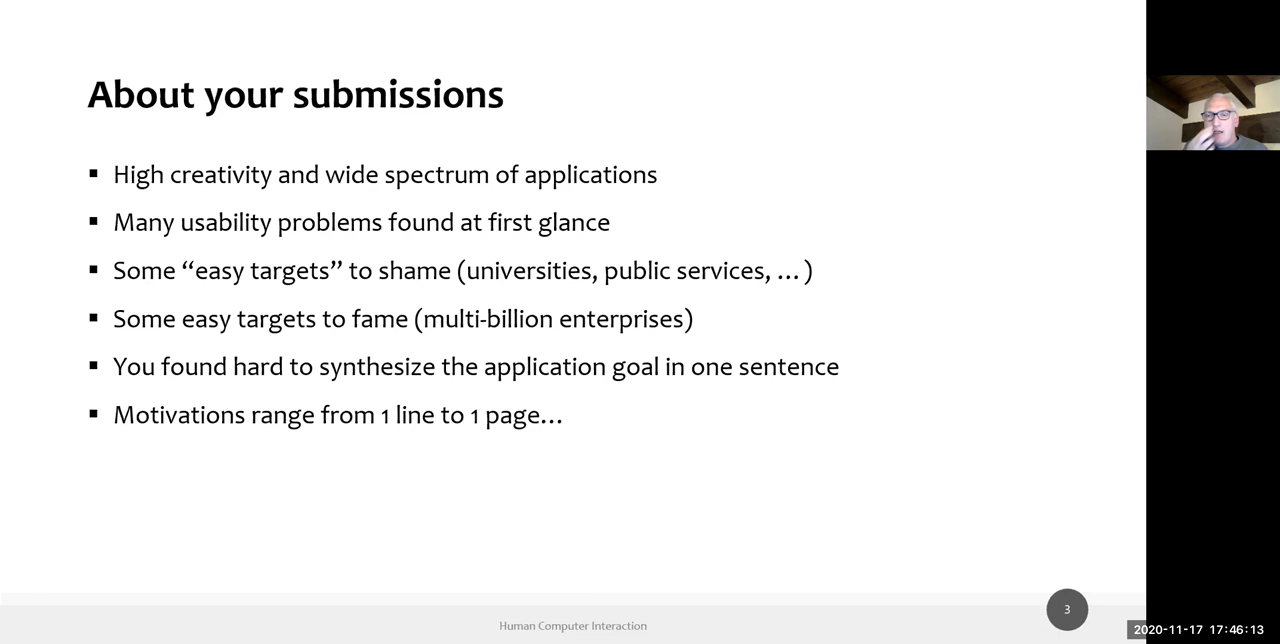 About your submissions
▪ High creativity and wide spectrum of applications
▪ Many usability problems found at first glance
▪ Some “easy targets” to shame (universities, public services, …)
▪ Some easy targets to fame (multi-billion enterprises)
▪ You found hard to synthesize the application goal in one sentence
▪ Motivations range from 1 line to 1 page…
Human Computer Interaction
3
2020-11-17 17:46:13